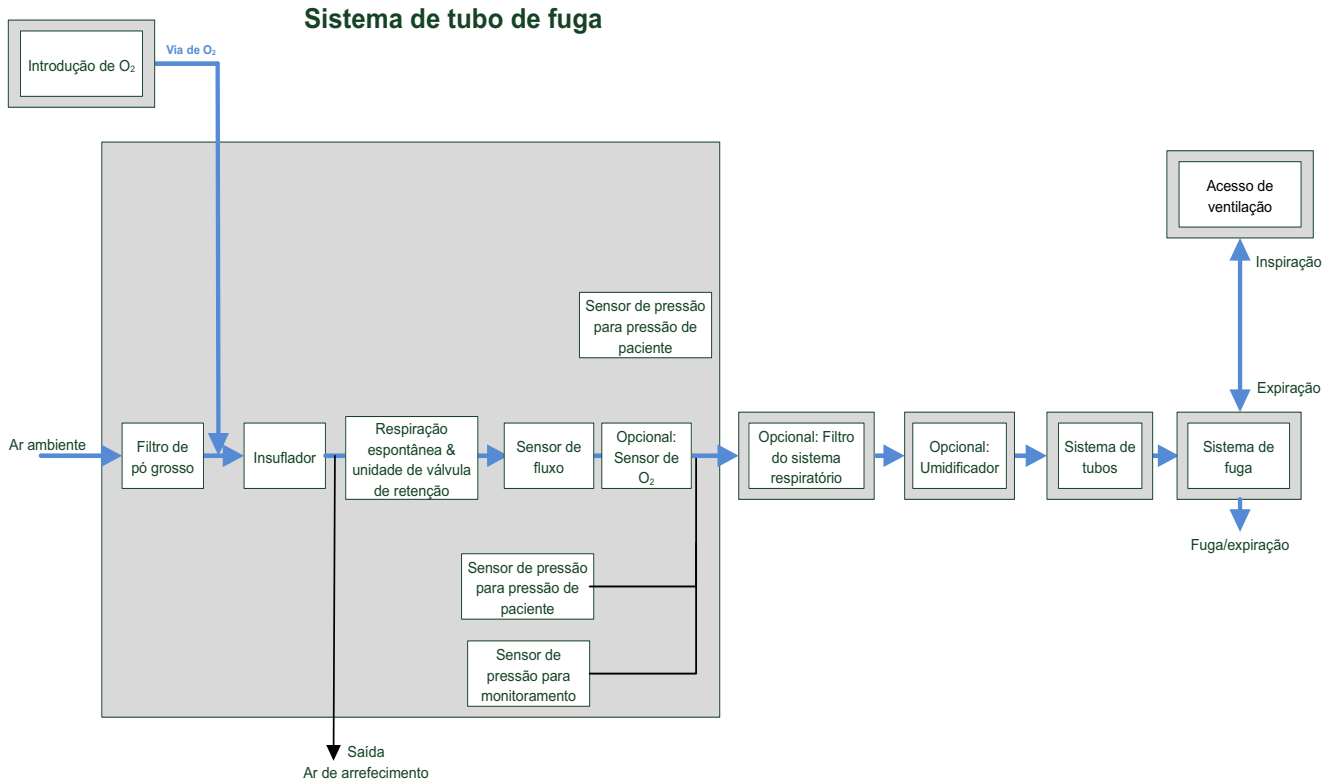 Sistema de tubo de fuga
Introdução de O₂
Via de O₂
Acesso de
ventilação
Inspiração
Sensor de pressão
para pressão de
paciente
Expiração
Ar ambiente
Filtro de
pó grosso
Insuflador
Respiração
espontânea &
unidade de válvula
de retenção
Sensor de
fluxo
Opcional:
Sensor de
O₂
Opcional: Filtro
do sistema
respiratório
Opcional:
Umidificador
Sistema de
tubos
Sistema de
fuga
Fuga/expiração
Sensor de pressão
para pressão de
paciente
Sensor de
pressão para
monitoramento
Saída
Ar de arrefecimento